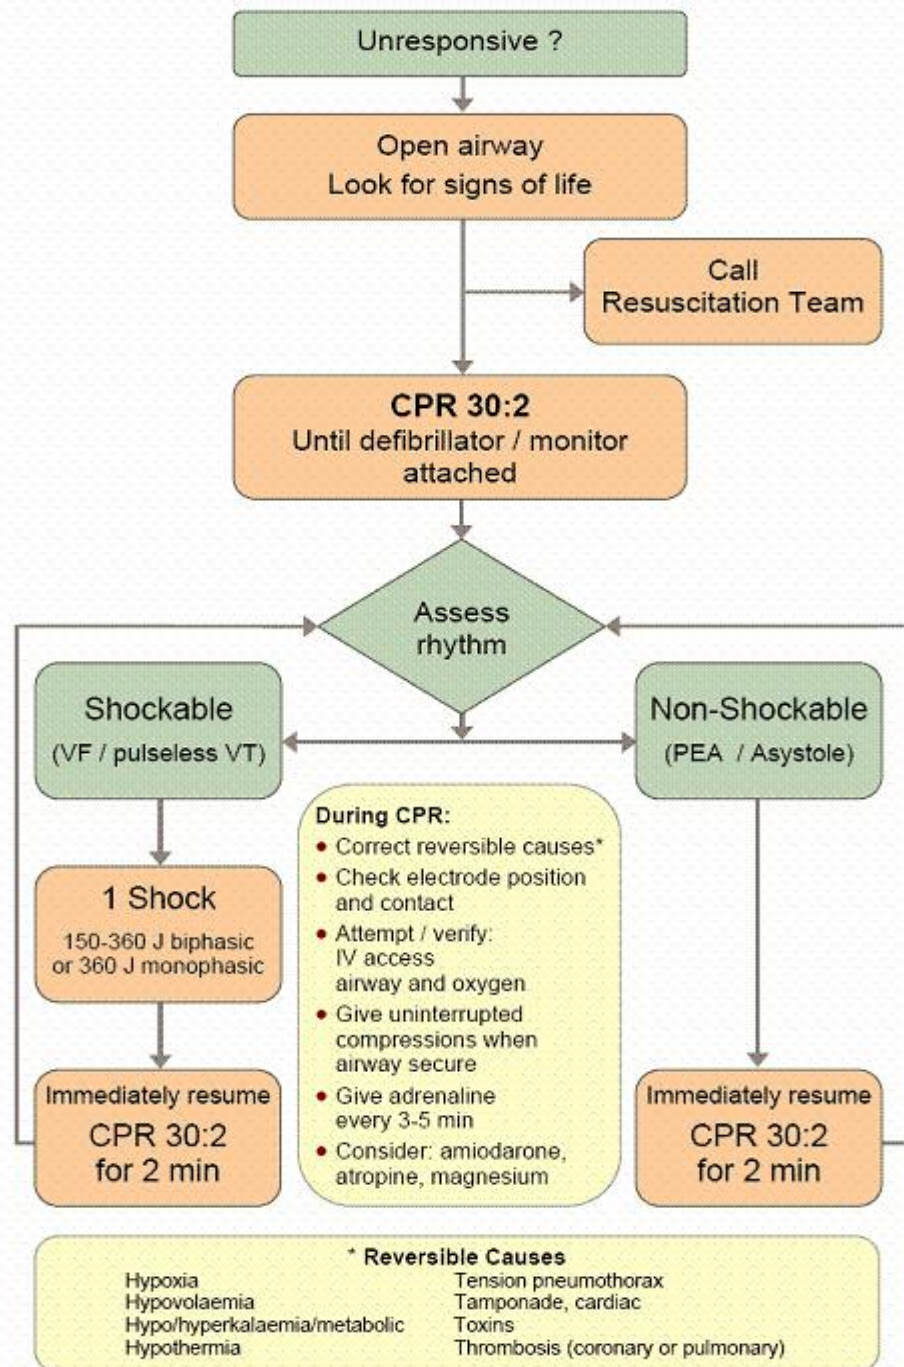 Unresponsive ?
Open airway
Look for signs of life
Call
Resuscitation Team
CPR 30:2
Until defibrillator / monitor
attached
Assess
rhythm
Shockable
(VF / pulseless VT)
Non-Shockable
(PEA / Asystole)
1 Shock
150-360 J biphasic
or 360 J monophasic
Immediately resume
CPR 30:2
for 2 min
During CPR:
• Correct reversible causes*
• Check electrode position
and contact
• Attempt / verify:
IV access
airway and oxygen
• Give uninterrupted
compressions when
airway secure
• Give adrenaline
every 3-5 min
• Consider: amiodarone,
atropine, magnesium
Immediately resume
CPR 30:2
for 2 min
* Reversible Causes
Hypoxia
Hypovolaemia
Hypo/hyperkalaemia/metabolic
Hypothermia
Tension pneumothorax
Tamponade, cardiac
Toxins
Thrombosis (coronary or pulmonary)